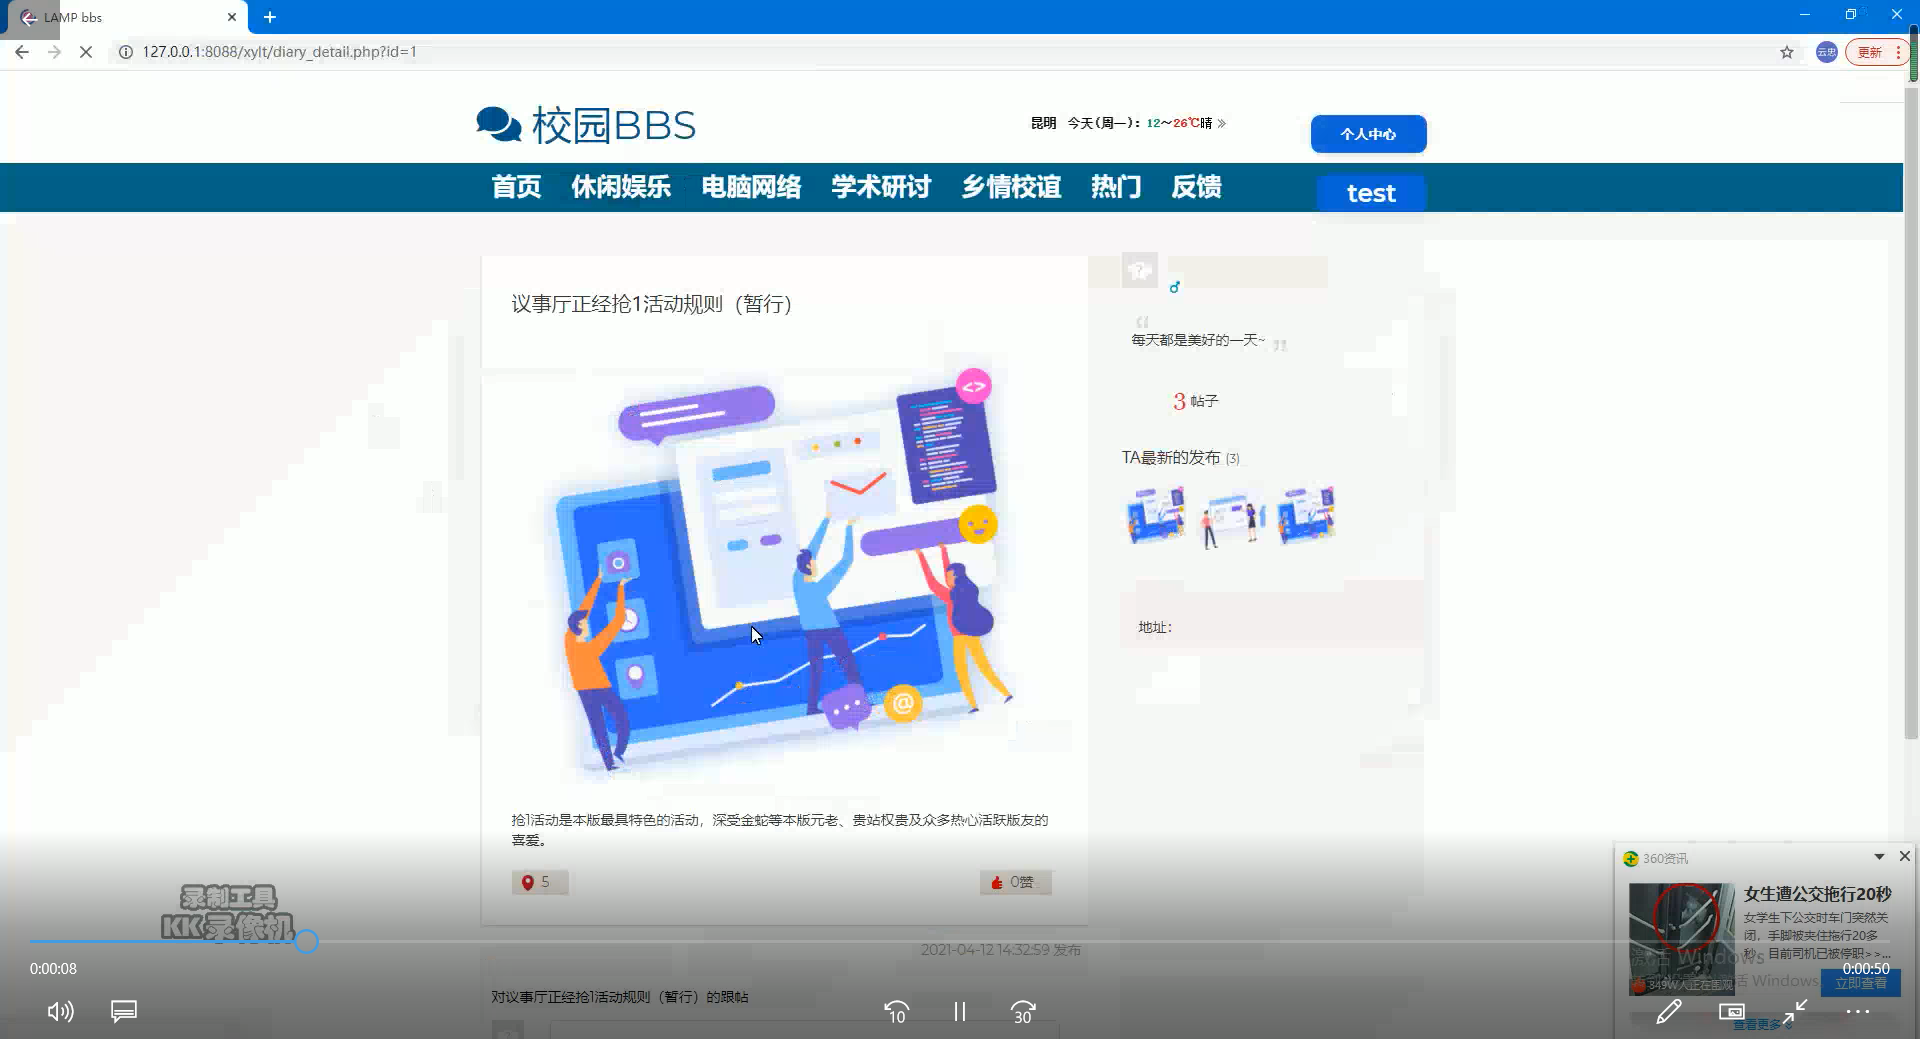 LAMP bbs
127.0.0.1:8088/xylt/diary_detail.php?id=1
云忠
更新
校园BBS
昆明 今天(周一): 12~26℃晴 »
个人中心
首页 休闲娱乐 电脑网络 学术研讨 乡情校谊 热门 反馈
test
议事厅正经抢1活动规则（暂行）
每天都是美好的一天~
3 帖子
TA最新的发布 (3)
地址：
抢1活动是本版最具特色的活动，深受金蛇等本版元老、贵站权贵及众多热心活跃版友的
喜爱。
5
0赞
2021-04-12 14:32:59 发布
对议事厅正经抢1活动规则（暂行）的跟帖
录制工具
KK录像机
0:00:08
0:00:50
10
30
360资讯
女生遭公交拖行20秒
女学生下公交时车门突然关
闭，手脚被夹住拖行20多
秒，目前司机已被停职>>...
349W人正在围观
立即查看
查看更多
激活 Windows